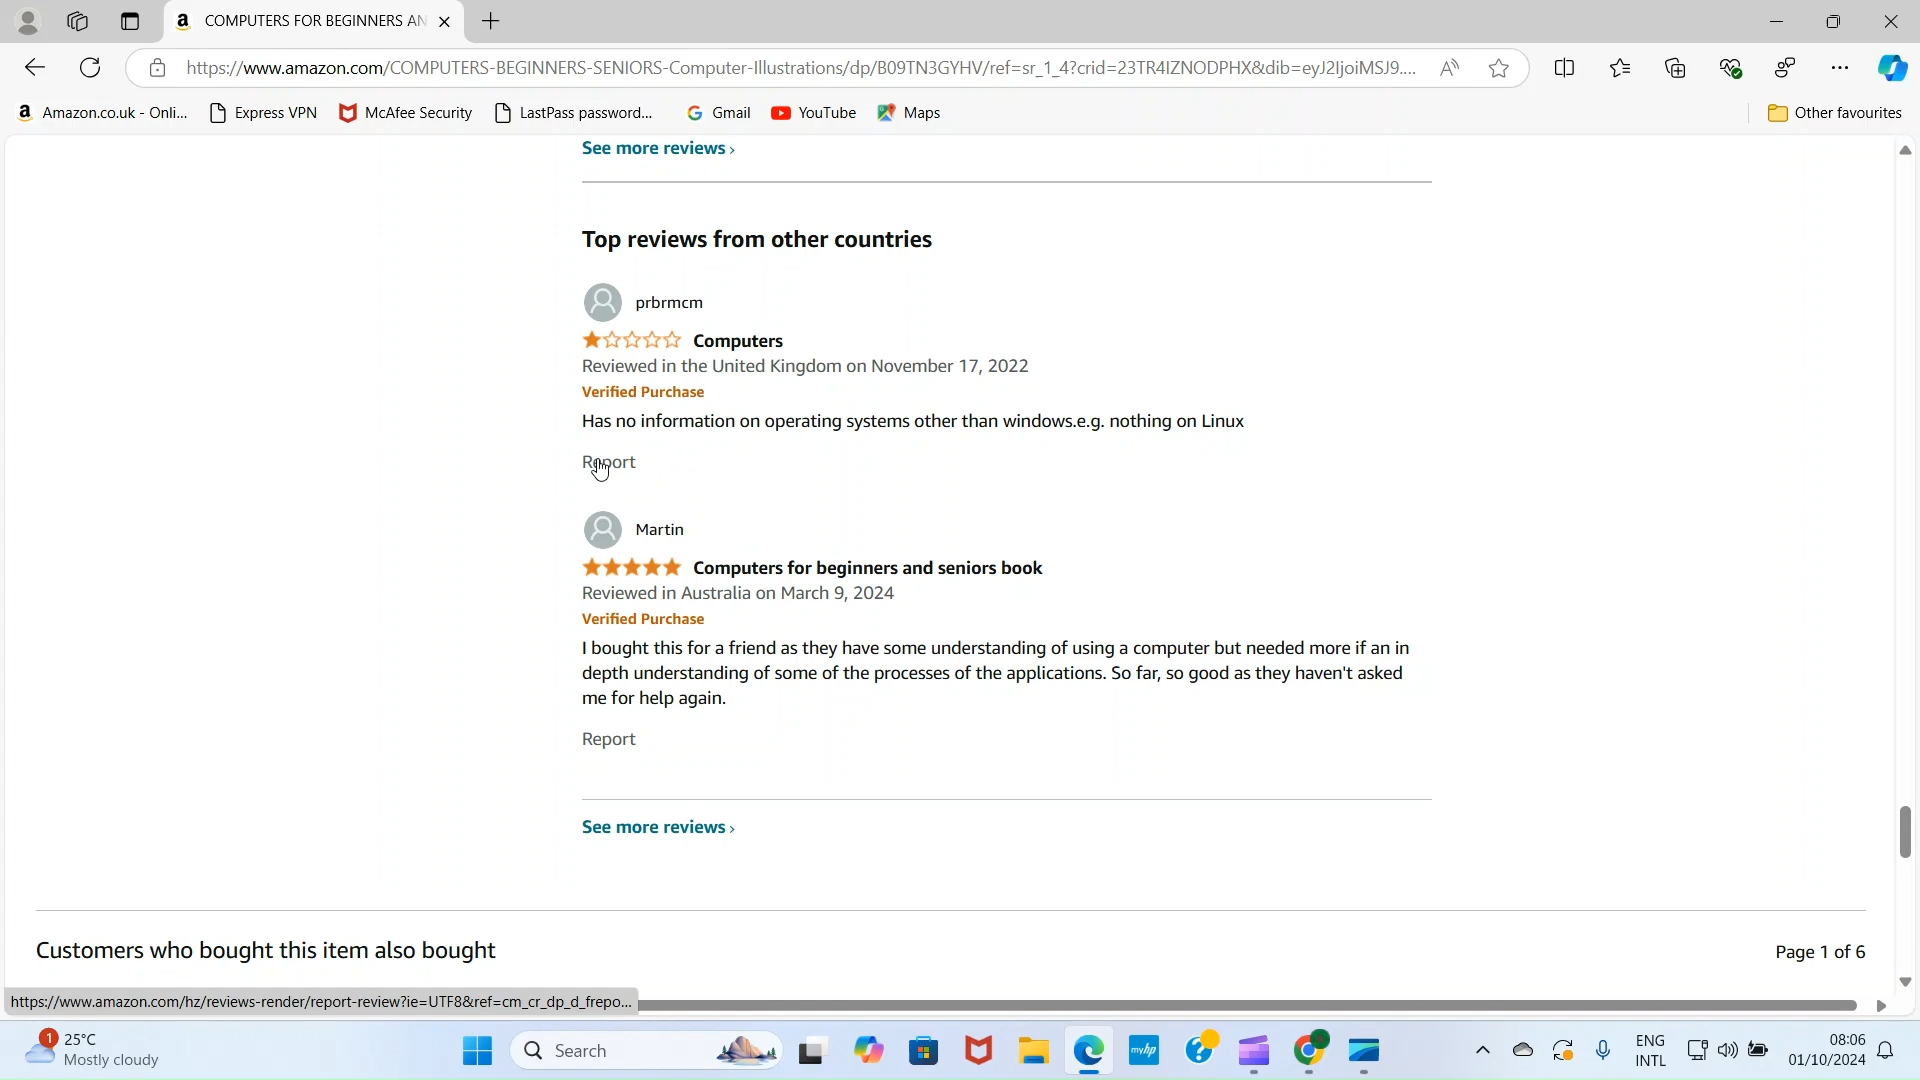 COMPUTERS FOR BEGINNERS AN
https://www.amazon.com/COMPUTERS-BEGINNERS-SENIORS-Computer-Illustrations/dp/B09TN3GYHV/ref=sr_1_4?crid=23TR4IZNODPHX&dib=eyJ2IjoiMSJ9....
Amazon.co.uk - Onli... Express VPN McAfee Security LastPass password... Gmail YouTube Maps Other favourites
See more reviews ›
Top reviews from other countries
prbrmcm
Computers
Reviewed in the United Kingdom on November 17, 2022
Verified Purchase
Has no information on operating systems other than windows.e.g. nothing on Linux
Report
Martin
Computers for beginners and seniors book
Reviewed in Australia on March 9, 2024
Verified Purchase
I bought this for a friend as they have some understanding of using a computer but needed more if an in
depth understanding of some of the processes of the applications. So far, so good as they haven't asked
me for help again.
Report
See more reviews ›
Customers who bought this item also bought Page 1 of 6
https://www.amazon.com/hz/reviews-render/report-review?ie=UTF8&ref=cm_cr_dp_d_frepo...
1 25°C
Mostly cloudy
Search
myhp
ENG
INTL
08:06
01/10/2024